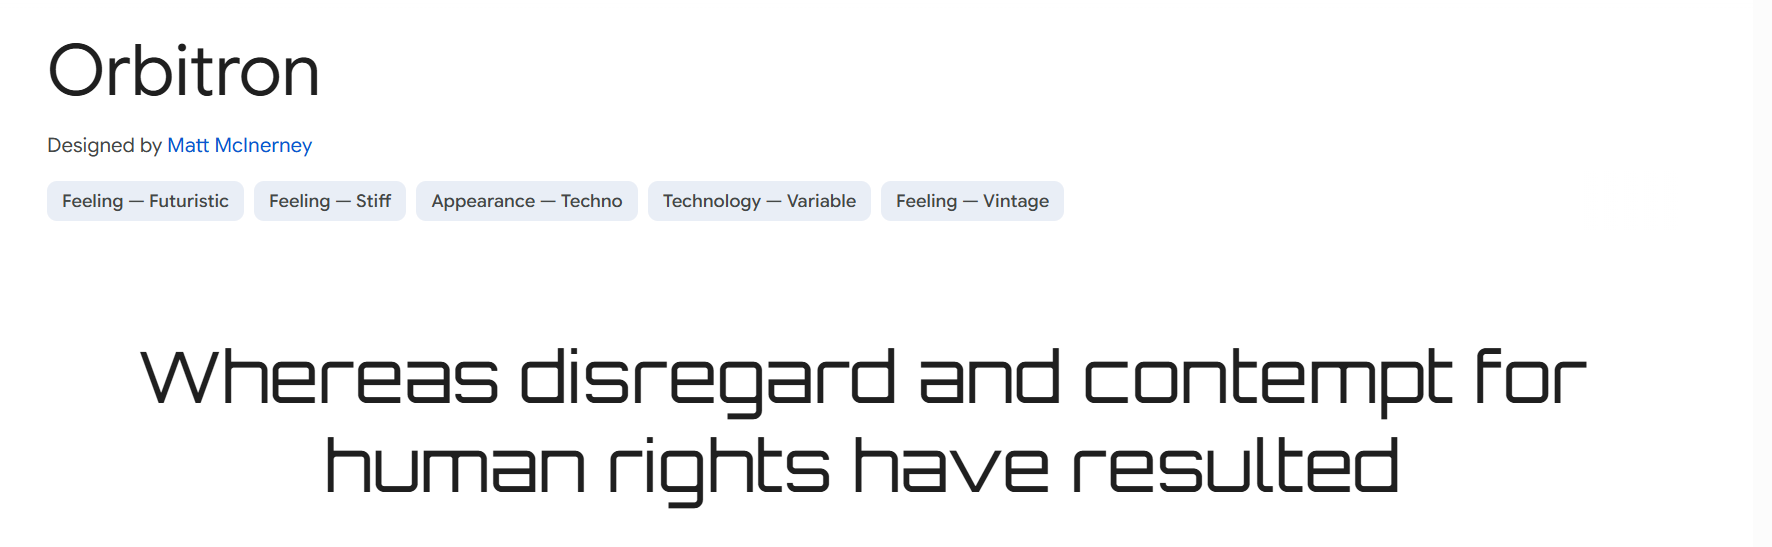 Orbitron
Designed by Matt McInerney
Feeling — Futuristic Feeling — Stiff Appearance — Techno Technology — Variable Feeling — Vintage
Whereas disregard and contempt for
human rights have resulted